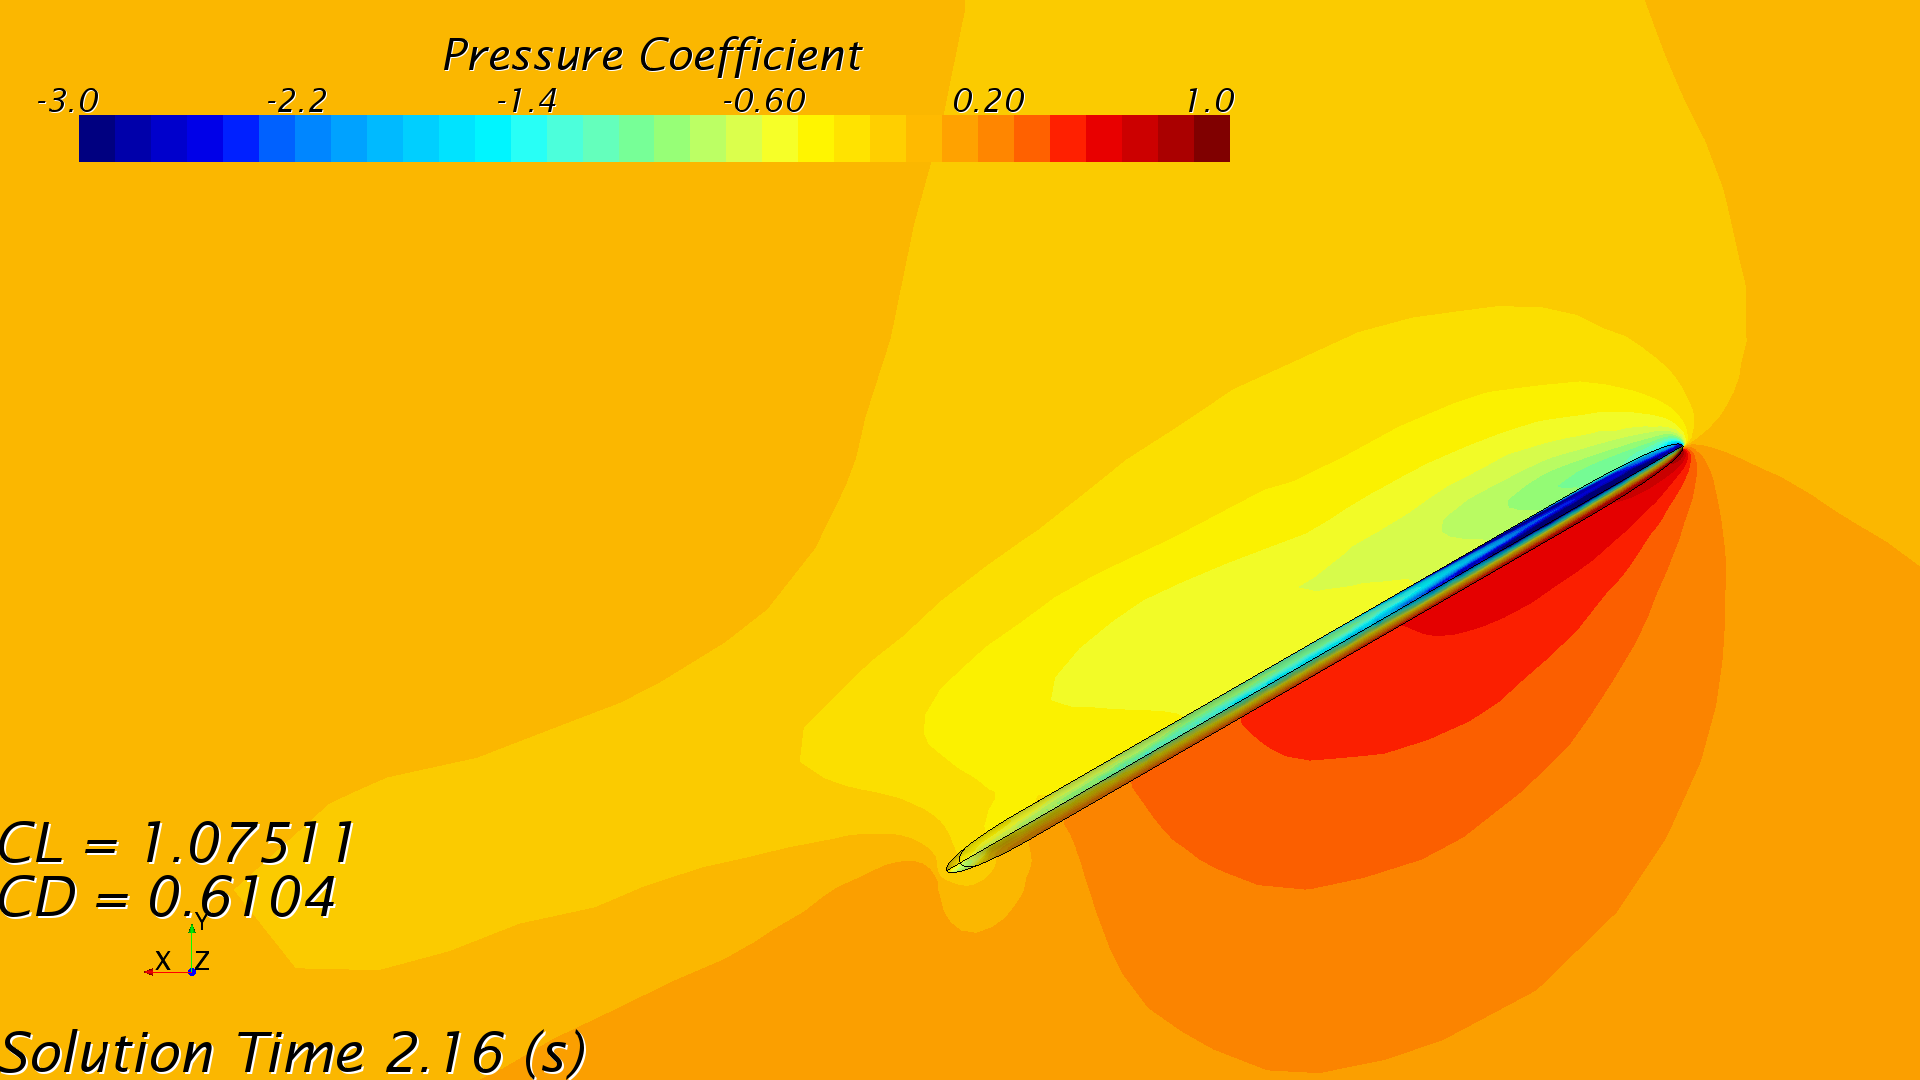 Pressure Coefficient
-3.0 -2.2 -1.4 -0.60 0.20 1.0
CL = 1.07511
CD = 0.6104
Y
X Z
Solution Time 2.16 (s)